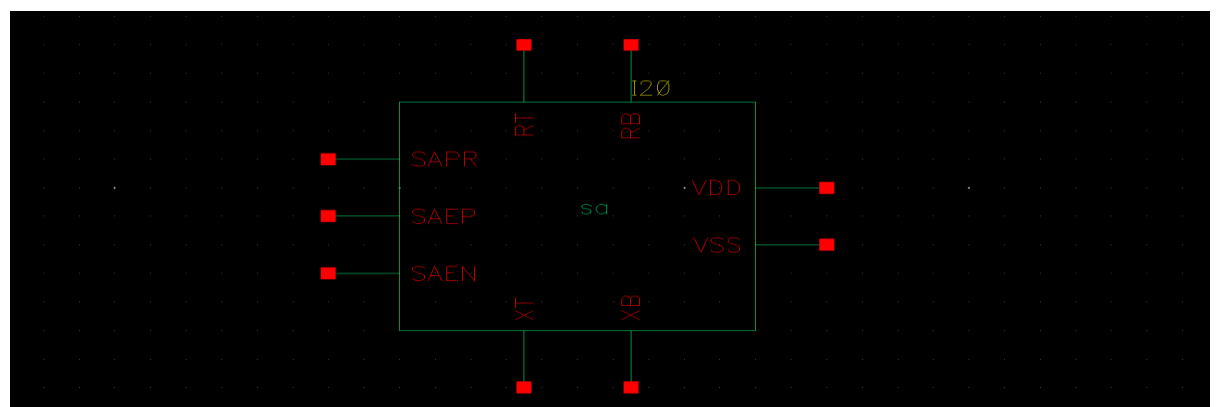 I20
RT
RB
SAPR
VDD
sa
SAEP
VSS
SAEN
XT
XB